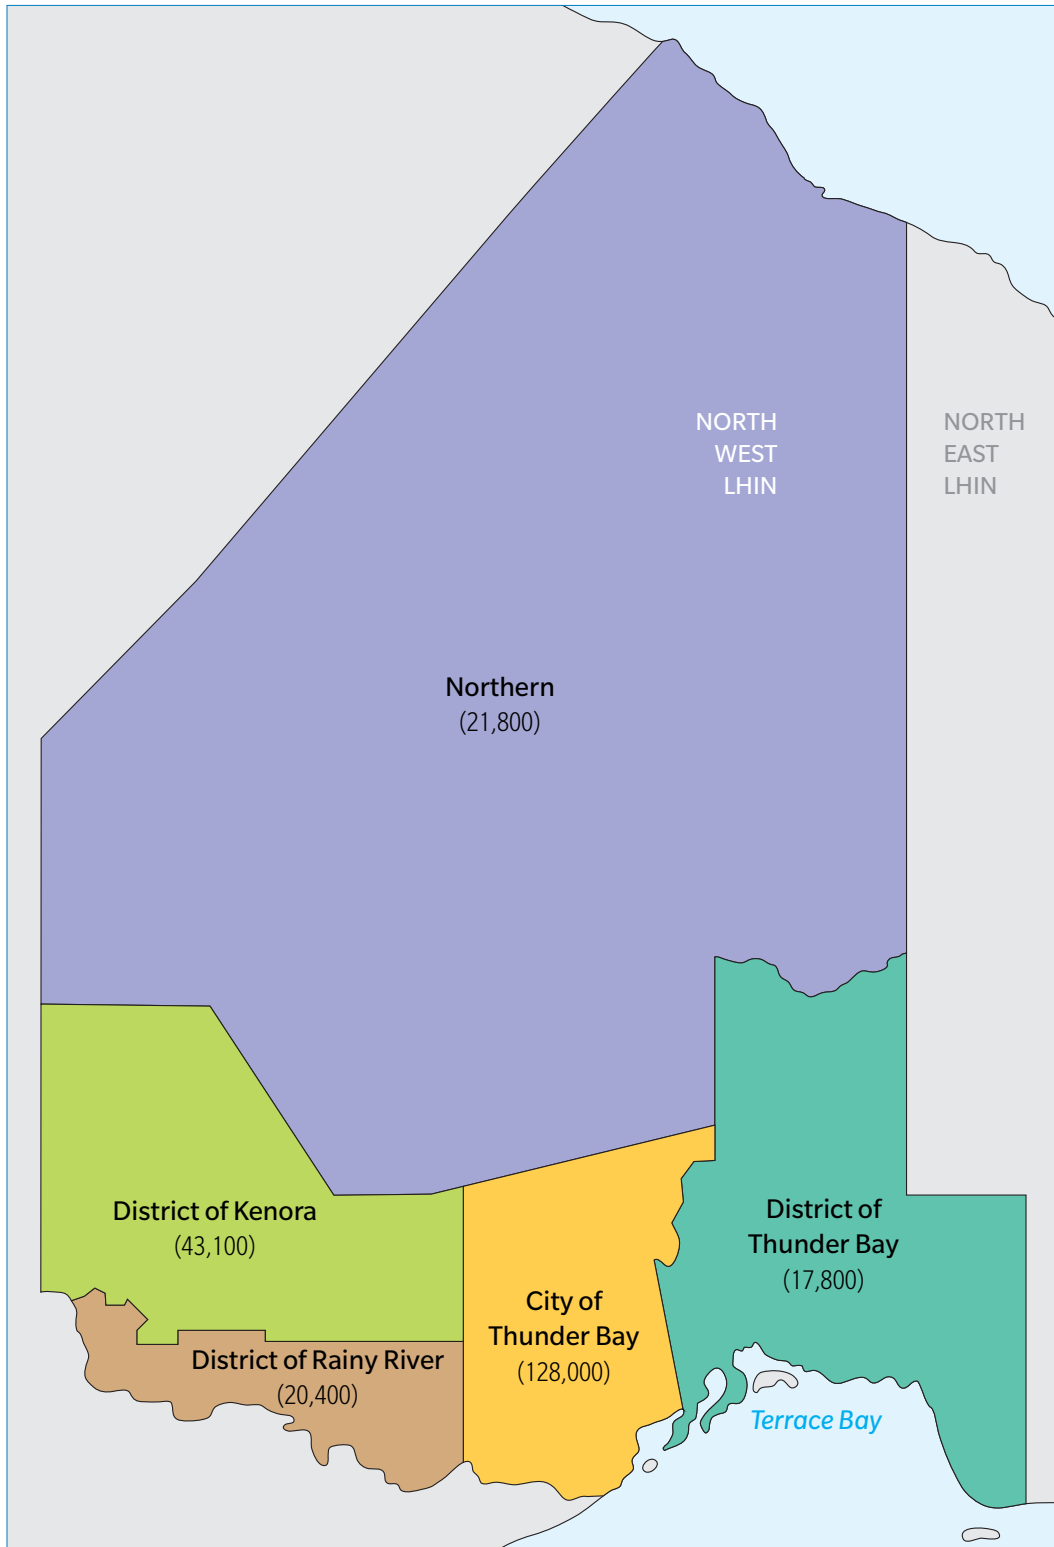 NORTH
WEST
LHIN
NORTH
EAST
LHIN
Northern
(21,800)
District of Kenora
(43,100)
District of
Thunder Bay
(17,800)
City of
Thunder Bay
(128,000)
District of Rainy River
(20,400)
Terrace Bay